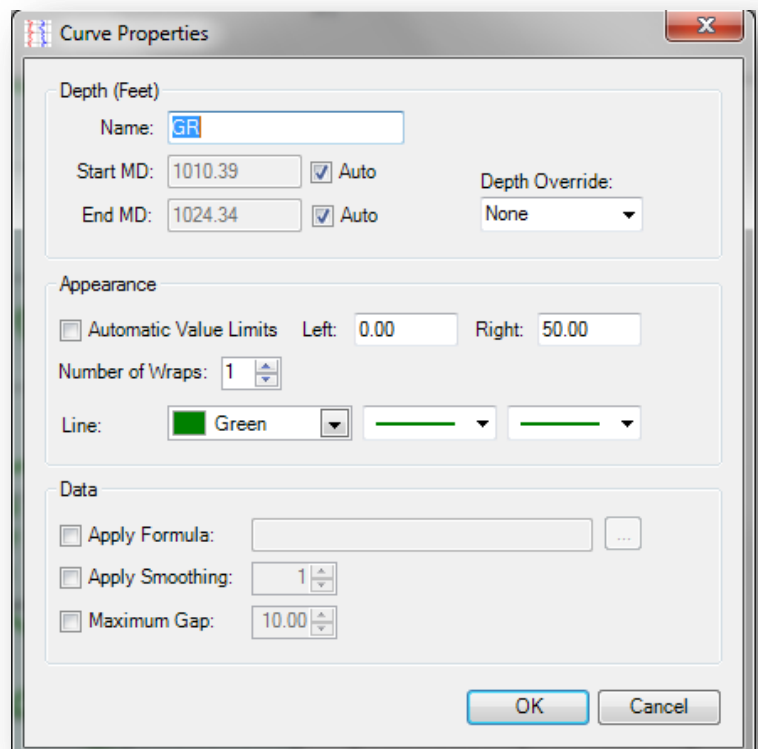 Curve Properties
Depth (Feet)
Name: GR
Start MD: 1010.39 Auto
Depth Override:
End MD: 1024.34 Auto None
Appearance
Automatic Value Limits Left: 0.00 Right: 50.00
Number of Wraps: 1
Line: Green
Data
Apply Formula: ...
Apply Smoothing: 1
Maximum Gap: 10.00
OK Cancel